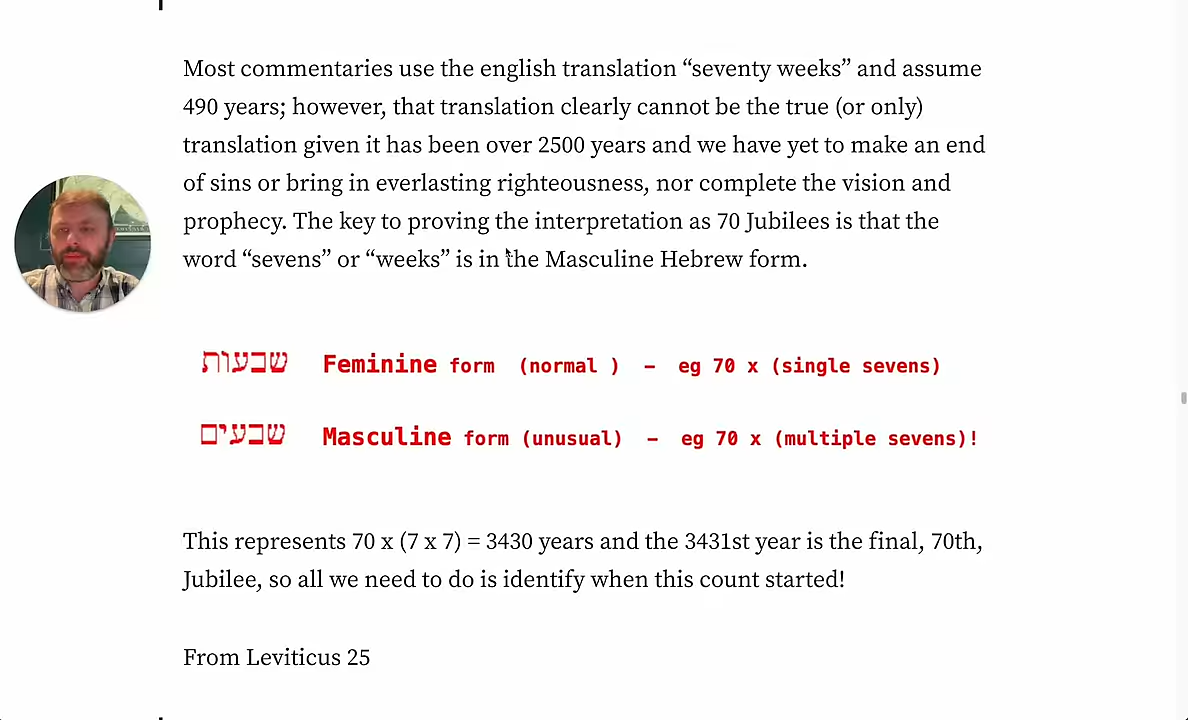 Most commentaries use the english translation “seventy weeks” and assume
490 years; however, that translation clearly cannot be the true (or only)
translation given it has been over 2500 years and we have yet to make an end
of sins or bring in everlasting righteousness, nor complete the vision and
prophecy. The key to proving the interpretation as 70 Jubilees is that the
word “sevens” or “weeks” is in the Masculine Hebrew form.
שבעות Feminine form (normal ) – eg 70 x (single sevens)
שבעים Masculine form (unusual) – eg 70 x (multiple sevens)!
This represents 70 x (7 x 7) = 3430 years and the 3431st year is the final, 70th,
Jubilee, so all we need to do is identify when this count started!
From Leviticus 25